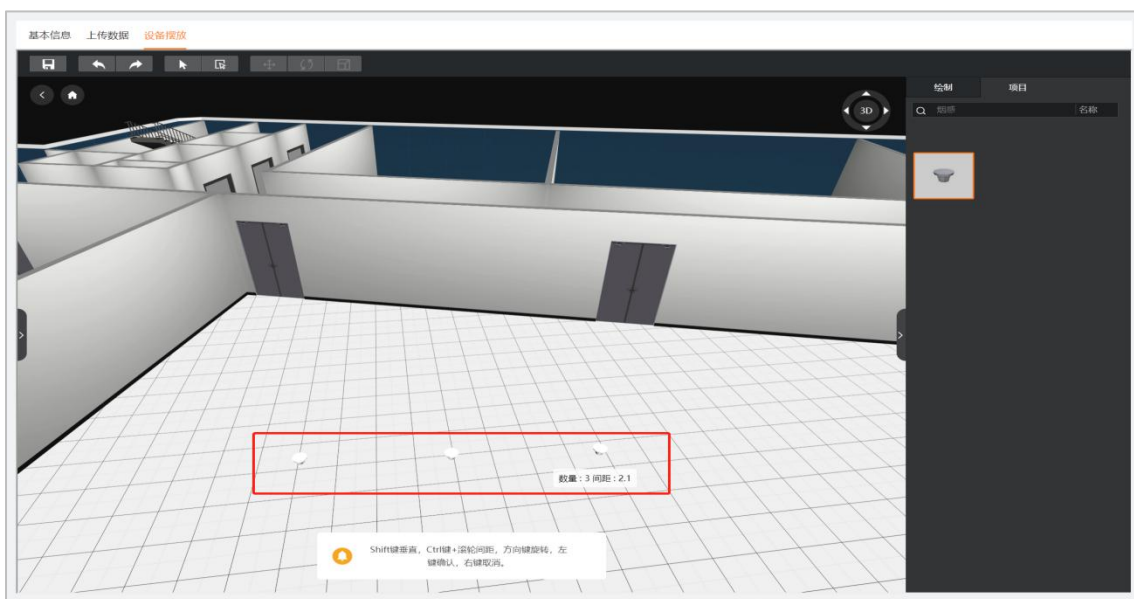 基本信息 上传数据 设备摆放
3D
绘制 项目
烟感 名称
数量：3 间距：2.1
Shift键垂直，Ctrl键+滚轮间距，方向键旋转，左
键确认，右键取消。